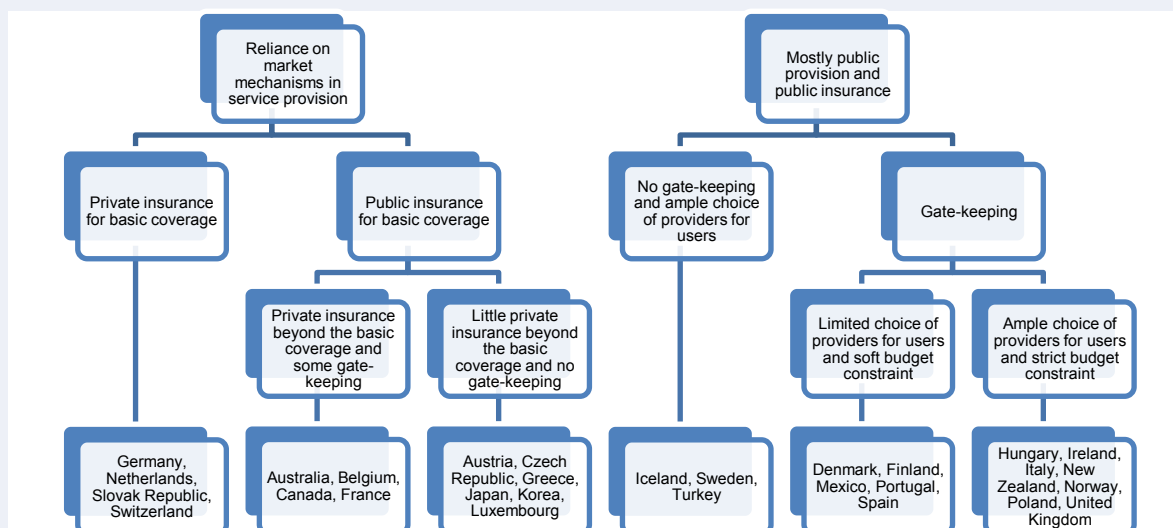 Reliance on
market
mechanisms in
service provision
Mostly public
provision and
public insurance
Private insurance
for basic coverage
Public insurance
for basic coverage
No gate-keeping
and ample choice
of providers for
users
Gate-keeping
Private insurance
beyond the basic
coverage and
some gate-
keeping
Little private
insurance beyond
the basic
coverage and no
gate-keeping
Limited choice of
providers for users
and soft budget
constraint
Ample choice of
providers for users
and strict budget
constraint
Germany,
Netherlands,
Slovak Republic,
Switzerland
Australia, Belgium,
Canada, France
Austria, Czech
Republic, Greece,
Japan, Korea,
Luxembourg
Iceland, Sweden,
Turkey
Denmark, Finland,
Mexico, Portugal,
Spain
Hungary, Ireland,
Italy, New
Zealand, Norway,
Poland, United
Kingdom